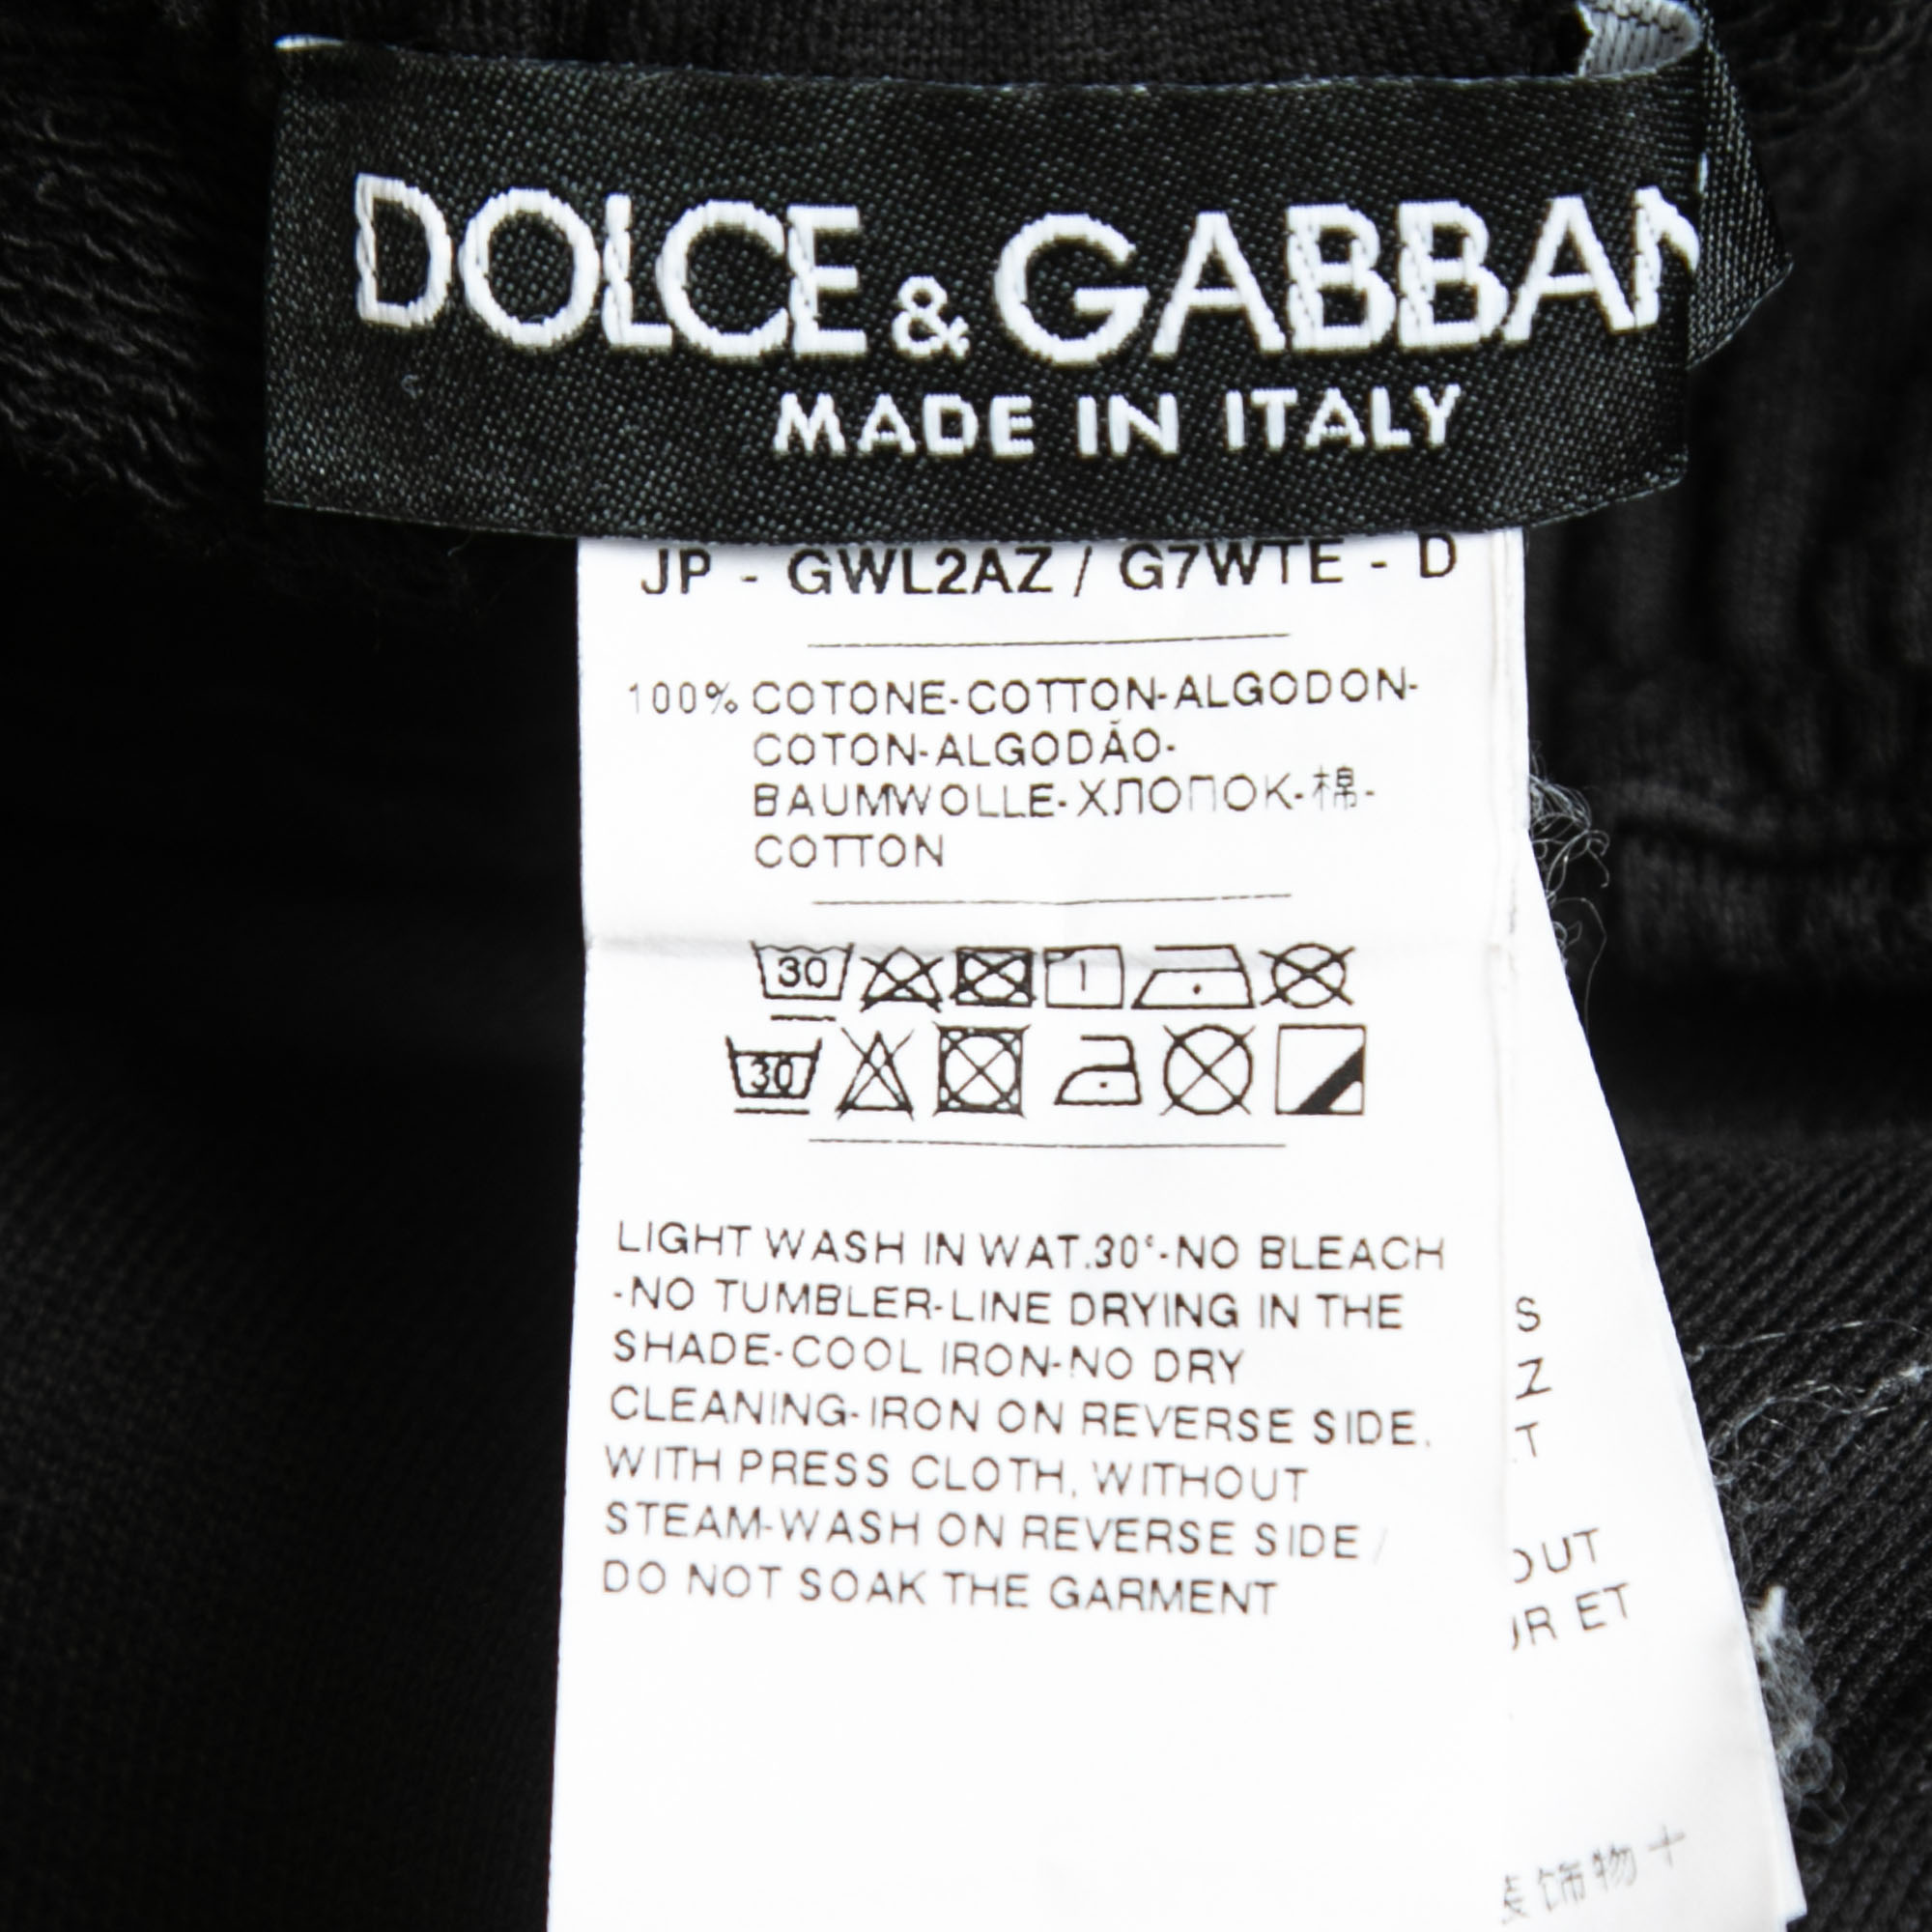 DOLCE & GABBAN
MADE IN ITALY
JP - GWL2AZ / G7WTE - D
100% COTONE-COTTON-ALGODON-
COTON-ALGODÃO-
BAUMWOLLE-ХЛОПОК-棉-
COTTON
30
30
LIGHT WASH IN WAT.30°-NO BLEACH
-NO TUMBLER-LINE DRYING IN THE
SHADE-COOL IRON-NO DRY
CLEANING-IRON ON REVERSE SIDE,
WITH PRESS CLOTH, WITHOUT
STEAM-WASH ON REVERSE SIDE /
DO NOT SOAK THE GARMENT
S
Z
T
OUT
UR ET
饰物十